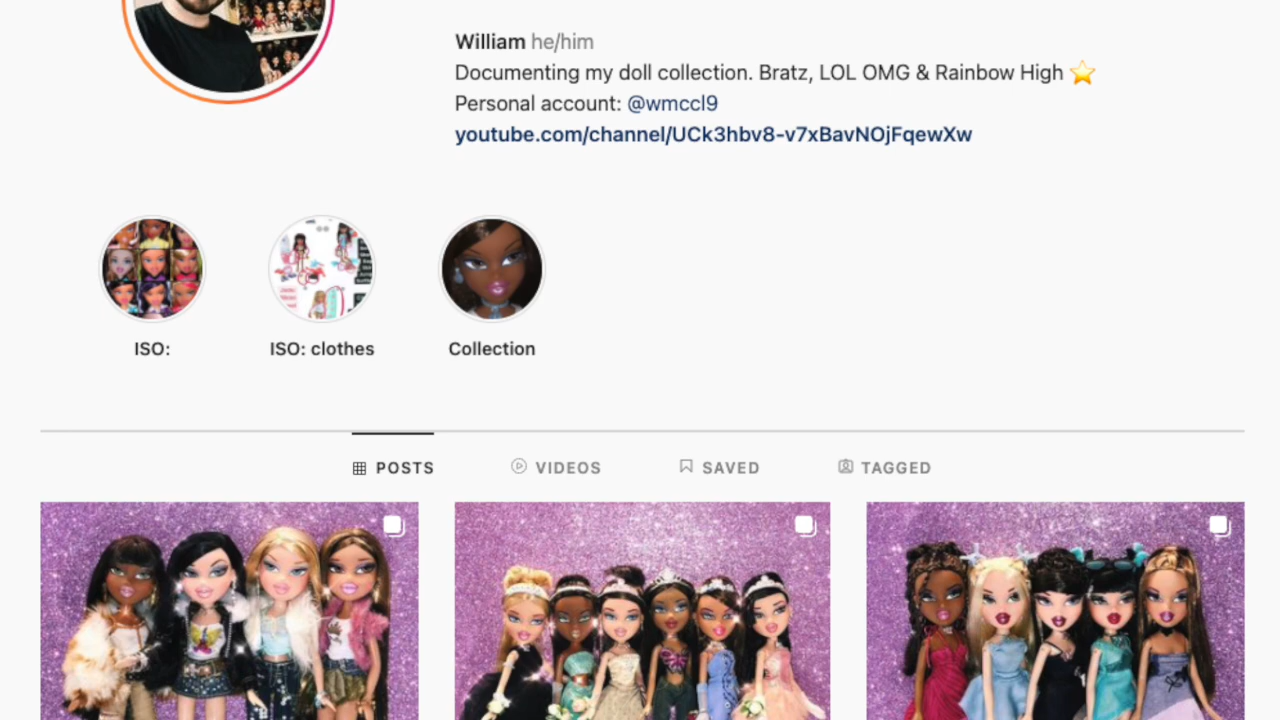 William he/him
Documenting my doll collection. Bratz, LOL OMG & Rainbow High ⭐
Personal account: @wmccl9
youtube.com/channel/UCk3hbv8-v7xBavNOjFqewXw
ISO:
ISO: clothes
Collection
POSTS
VIDEOS
SAVED
TAGGED